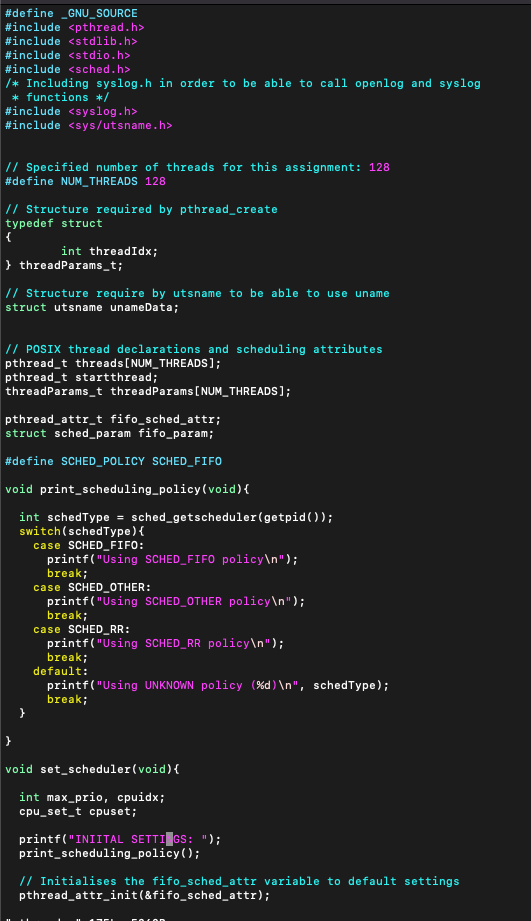 #define _GNU_SOURCE
#include <pthread.h>
#include <stdlib.h>
#include <stdio.h>
#include <sched.h>
/* Including syslog.h in order to be able to call openlog and syslog
 * functions */
#include <syslog.h>
#include <sys/utsname.h>


// Specified number of threads for this assignment: 128
#define NUM_THREADS 128

// Structure required by pthread_create
typedef struct
{
        int threadIdx;
} threadParams_t;

// Structure require by utsname to be able to use uname
struct utsname unameData;


// POSIX thread declarations and scheduling attributes
pthread_t threads[NUM_THREADS];
pthread_t startthread;
threadParams_t threadParams[NUM_THREADS];

pthread_attr_t fifo_sched_attr;
struct sched_param fifo_param;

#define SCHED_POLICY SCHED_FIFO

void print_scheduling_policy(void){

  int schedType = sched_getscheduler(getpid());
  switch(schedType){
    case SCHED_FIFO:
      printf("Using SCHED_FIFO policy\n");
      break;
    case SCHED_OTHER:
      printf("Using SCHED_OTHER policy\n");
      break;
    case SCHED_RR:
      printf("Using SCHED_RR policy\n");
      break;
    default:
      printf("Using UNKNOWN policy (%d)\n", schedType);
      break;
  }

}

void set_scheduler(void){

  int max_prio, cpuidx;
  cpu_set_t cpuset;

  printf("INIITAL SETTINGS: ");
  print_scheduling_policy();

  // Initialises the fifo_sched_attr variable to default settings
  pthread_attr_init(&fifo_sched_attr);